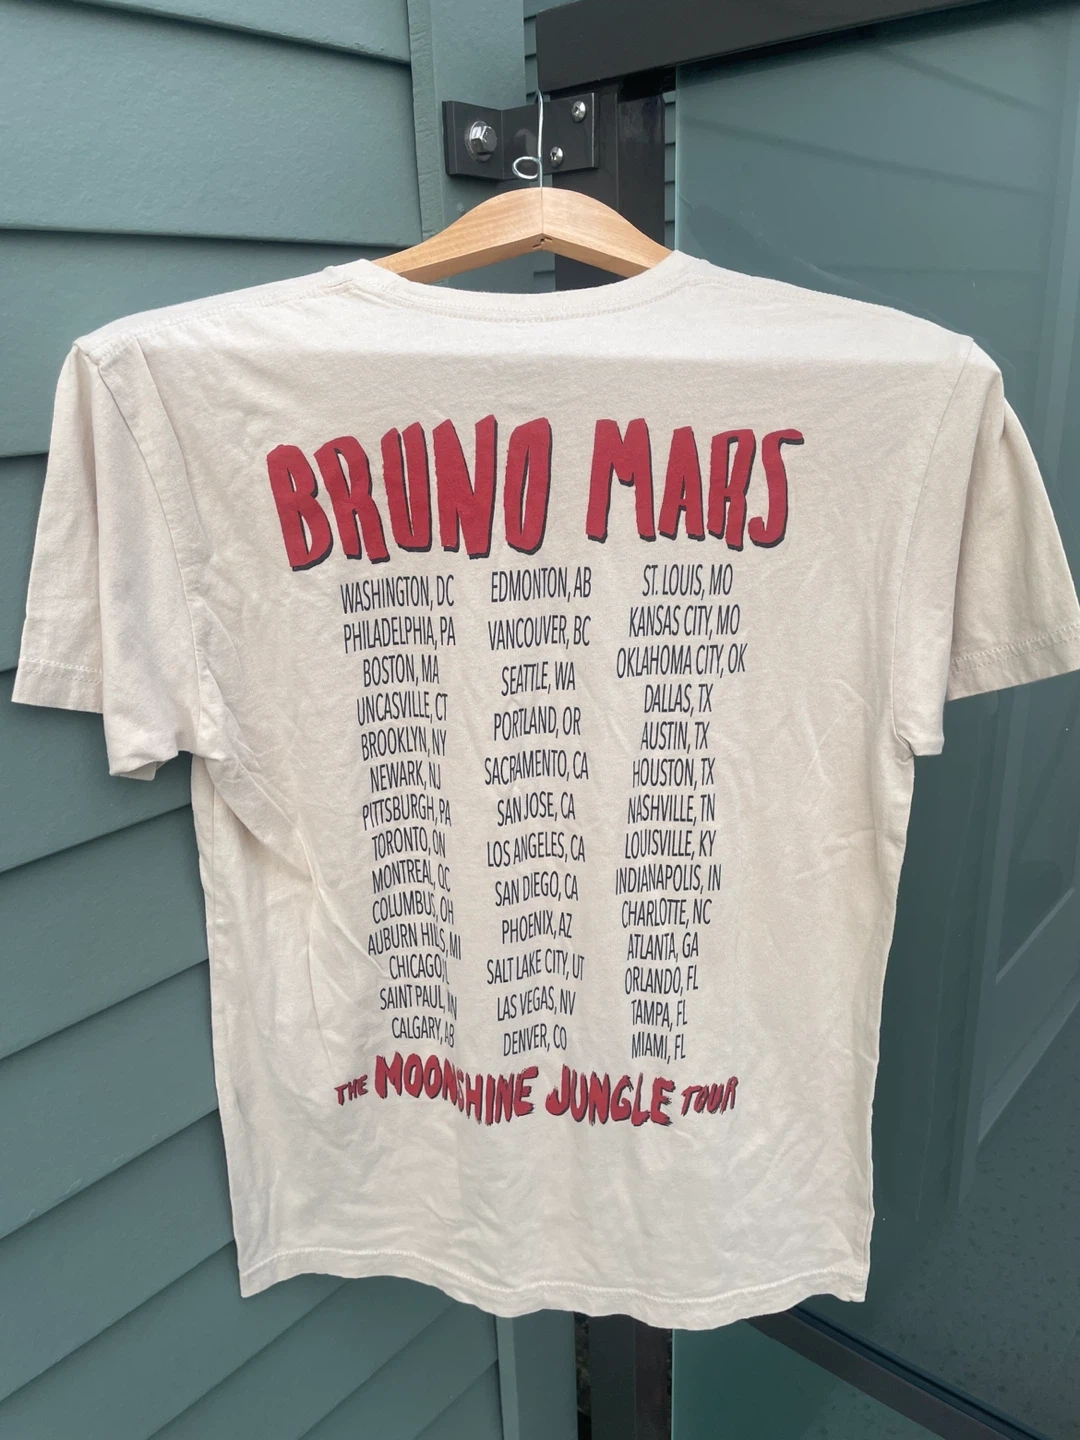 BRUNO MARS
WASHINGTON, DC
PHILADELPHIA, PA
BOSTON, MA
UNCASVILLE, CT
BROOKLYN, NY
NEWARK, NJ
PITTSBURGH, PA
TORONTO, ON
MONTREAL, QC
COLUMBUS, OH
AUBURN HILLS, MI
CHICAGO, IL
SAINT PAUL, MN
CALGARY, AB
EDMONTON, AB
VANCOUVER, BC
SEATTLE, WA
PORTLAND, OR
SACRAMENTO, CA
SAN JOSE, CA
LOS ANGELES, CA
SAN DIEGO, CA
PHOENIX, AZ
SALT LAKE CITY, UT
LAS VEGAS, NV
DENVER, CO
ST. LOUIS, MO
KANSAS CITY, MO
OKLAHOMA CITY, OK
DALLAS, TX
AUSTIN, TX
HOUSTON, TX
NASHVILLE, TN
LOUISVILLE, KY
INDIANAPOLIS, IN
CHARLOTTE, NC
ATLANTA, GA
ORLANDO, FL
TAMPA, FL
MIAMI, FL
THE MOONSHINE JUNGLE TOUR